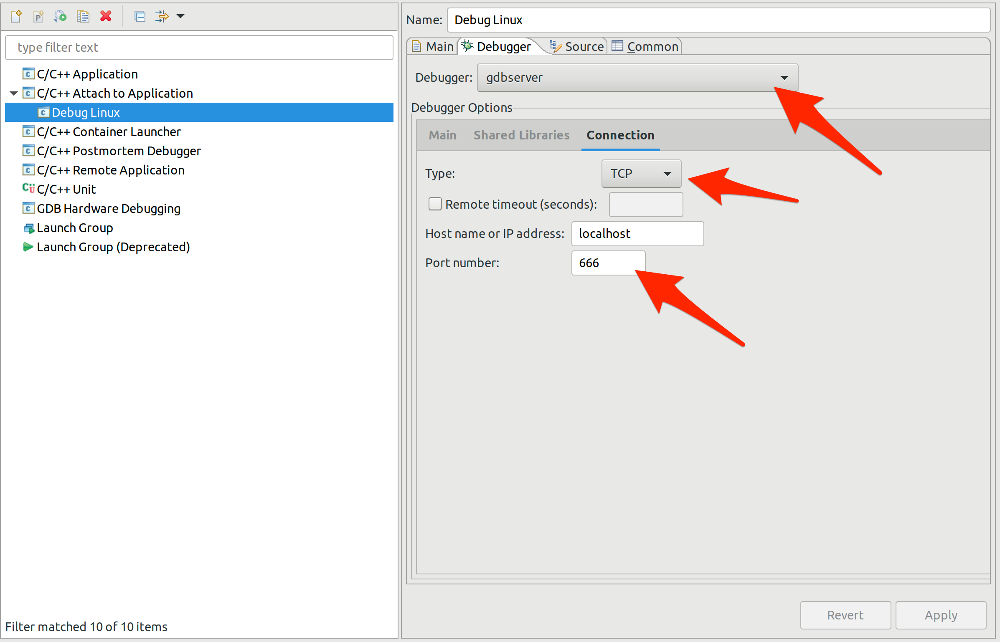 type filter text
C/C++ Application
C/C++ Attach to Application
Debug Linux
C/C++ Container Launcher
C/C++ Postmortem Debugger
C/C++ Remote Application
C/C++ Unit
GDB Hardware Debugging
Launch Group
Launch Group (Deprecated)
Filter matched 10 of 10 items
Name: Debug Linux
Main Debugger Source Common
Debugger: gdbserver
Debugger Options
Main Shared Libraries Connection
Type: TCP
Remote timeout (seconds):
Host name or IP address: localhost
Port number: 666
Revert Apply